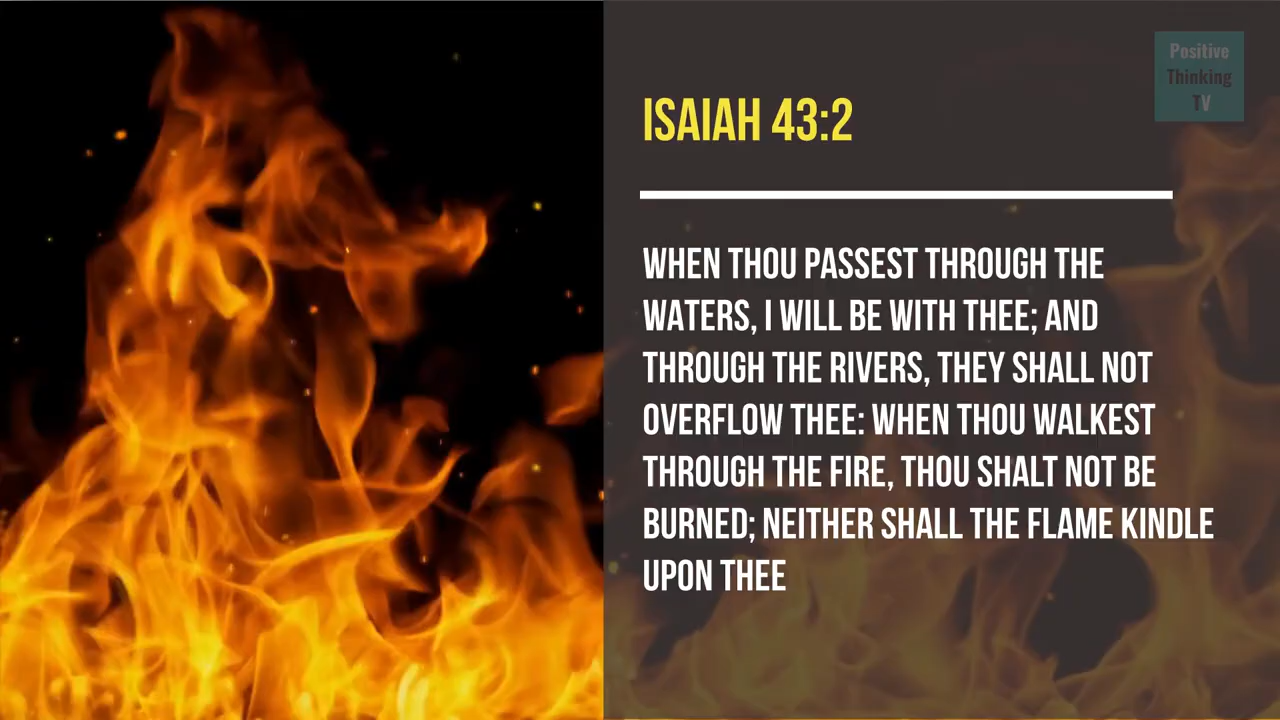 Positive
Thinking
TV
ISAIAH 43:2
WHEN THOU PASSEST THROUGH THE
WATERS, I WILL BE WITH THEE; AND
THROUGH THE RIVERS, THEY SHALL NOT
OVERFLOW THEE: WHEN THOU WALKEST
THROUGH THE FIRE, THOU SHALT NOT BE
BURNED; NEITHER SHALL THE FLAME KINDLE
UPON THEE